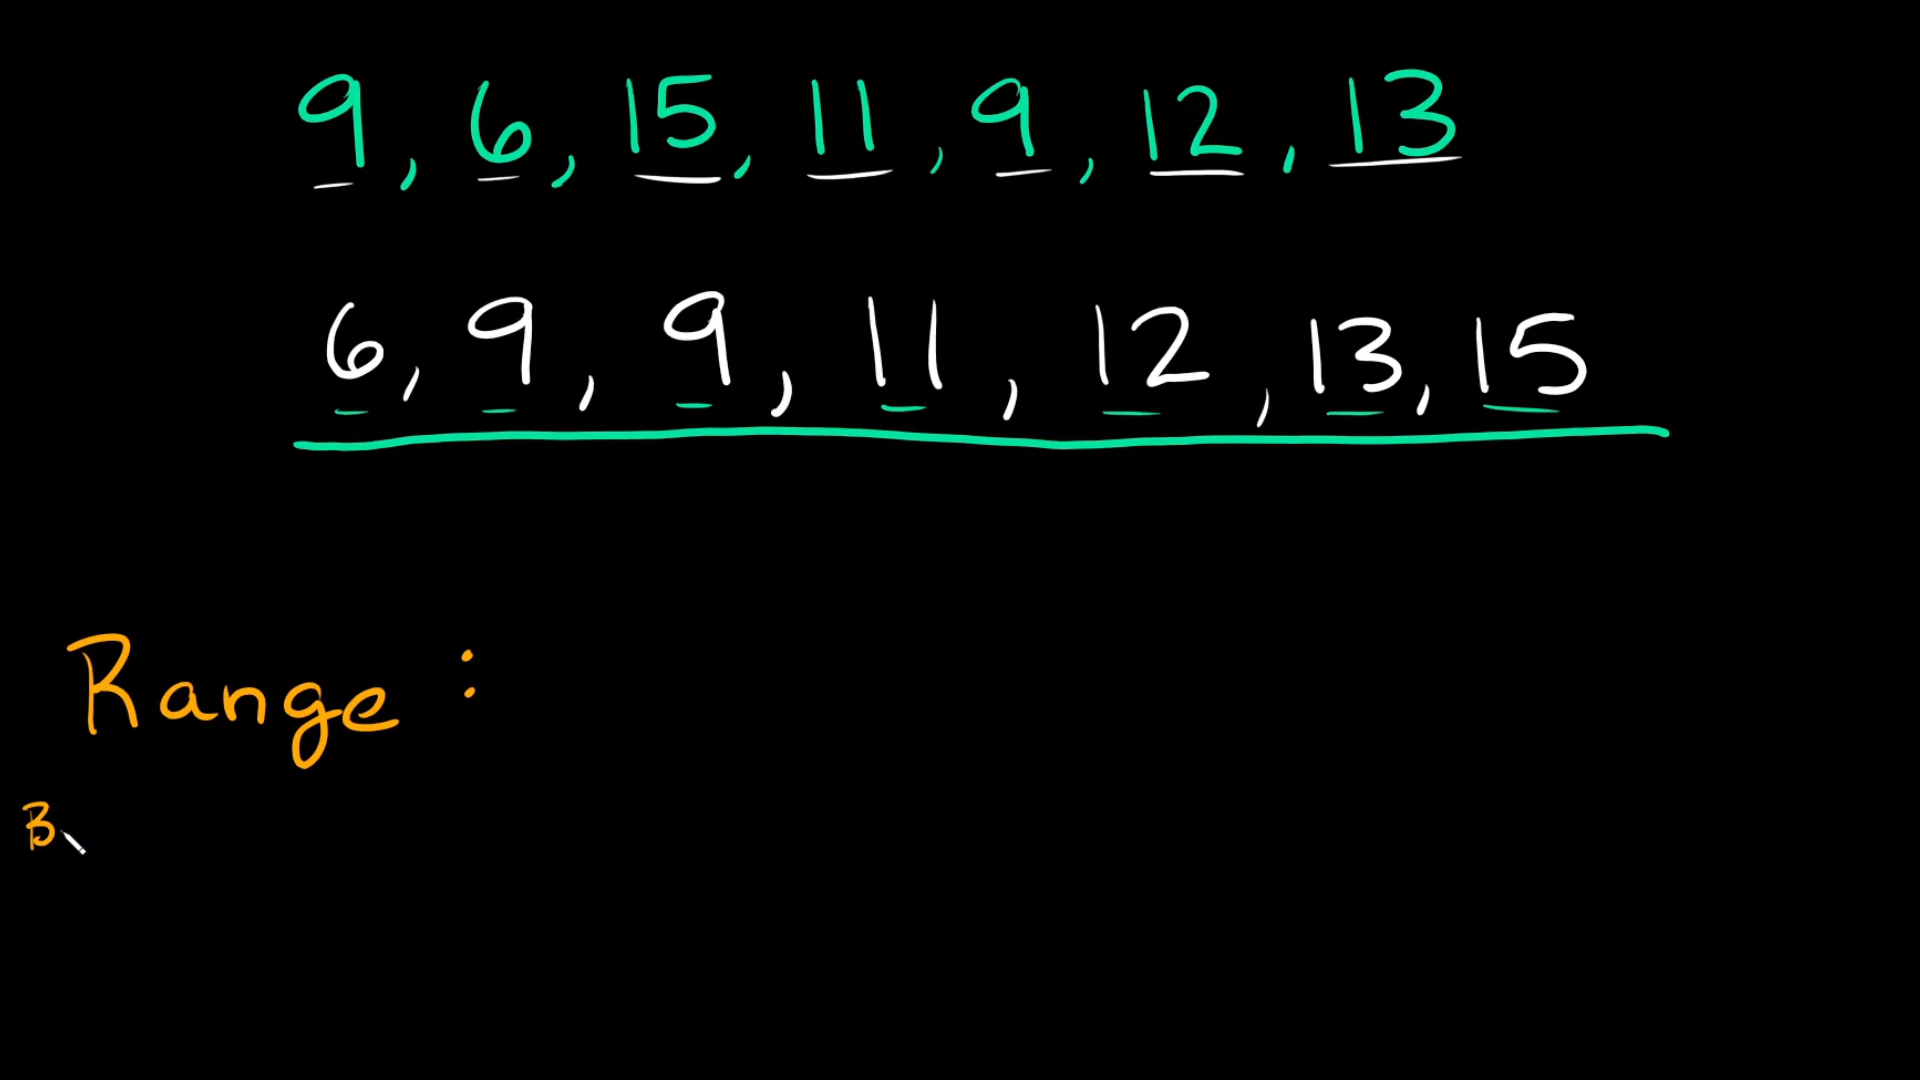 9, 6, 15, 11, 9, 12, 13
6, 9, 9, 11, 12, 13, 15
Range:
B